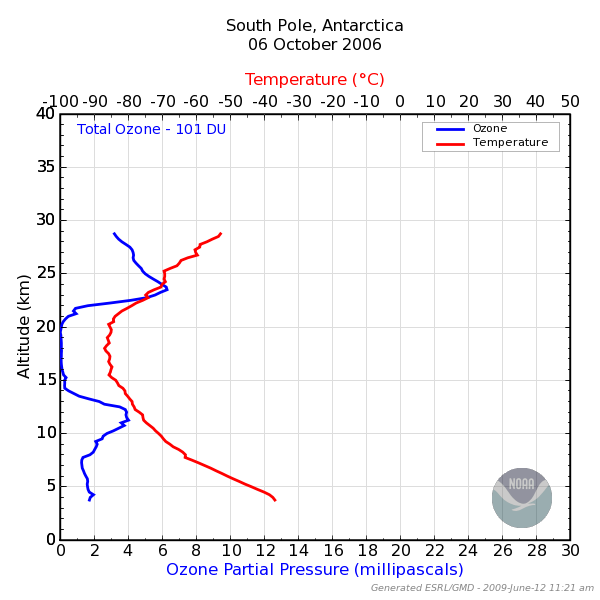 South Pole, Antarctica
06 October 2006
Temperature (°C)
-100 -90 -80 -70 -60 -50 -40 -30 -20 -10 0 10 20 30 40 50
Total Ozone - 101 DU
Ozone
Temperature
40
35
30
25
20
15
10
5
0
Altitude (km)
NOAA
0 2 4 6 8 10 12 14 16 18 20 22 24 26 28 30
Ozone Partial Pressure (millipascals)
Generated ESRL/GMD - 2009-June-12 11:21 am